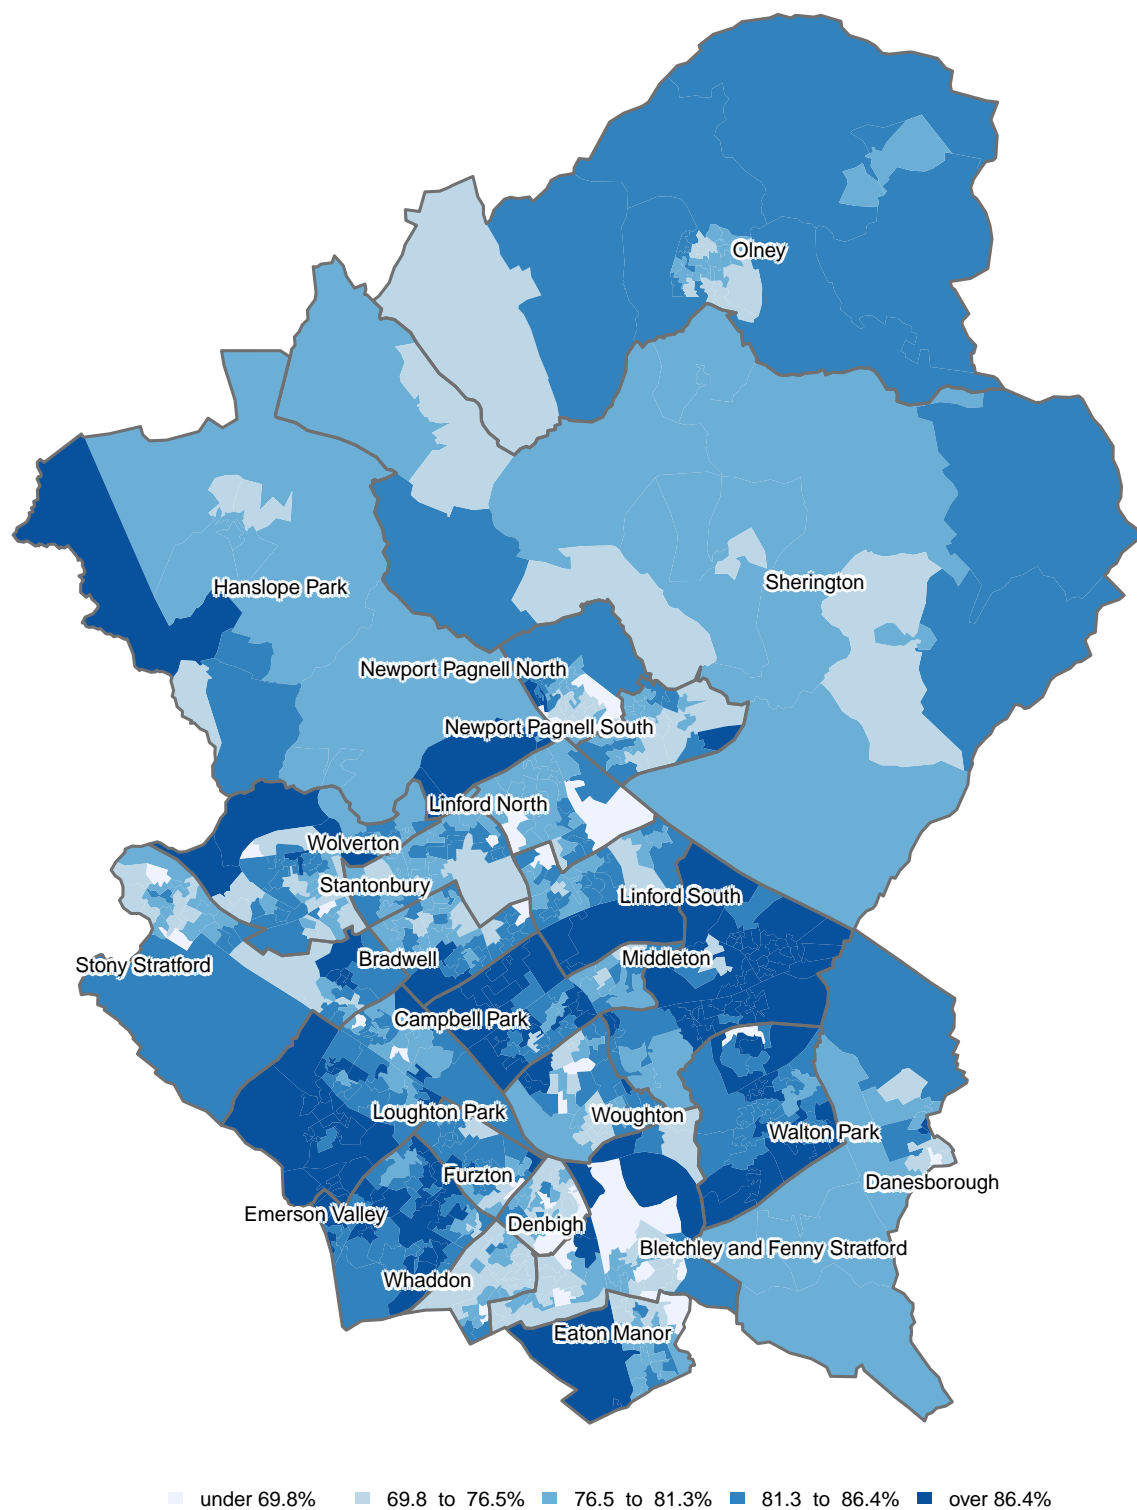 Olney
Sherington
Hanslope Park
Newport Pagnell North
Newport Pagnell South
Linford North
Wolverton
Stantonbury
Linford South
Bradwell
Middleton
Stony Stratford
Campbell Park
Loughton Park
Woughton
Walton Park
Furzton
Danesborough
Emerson Valley
Denbigh
Bletchley and Fenny Stratford
Whaddon
Eaton Manor
under 69.8% 69.8 to 76.5% 76.5 to 81.3% 81.3 to 86.4% over 86.4%